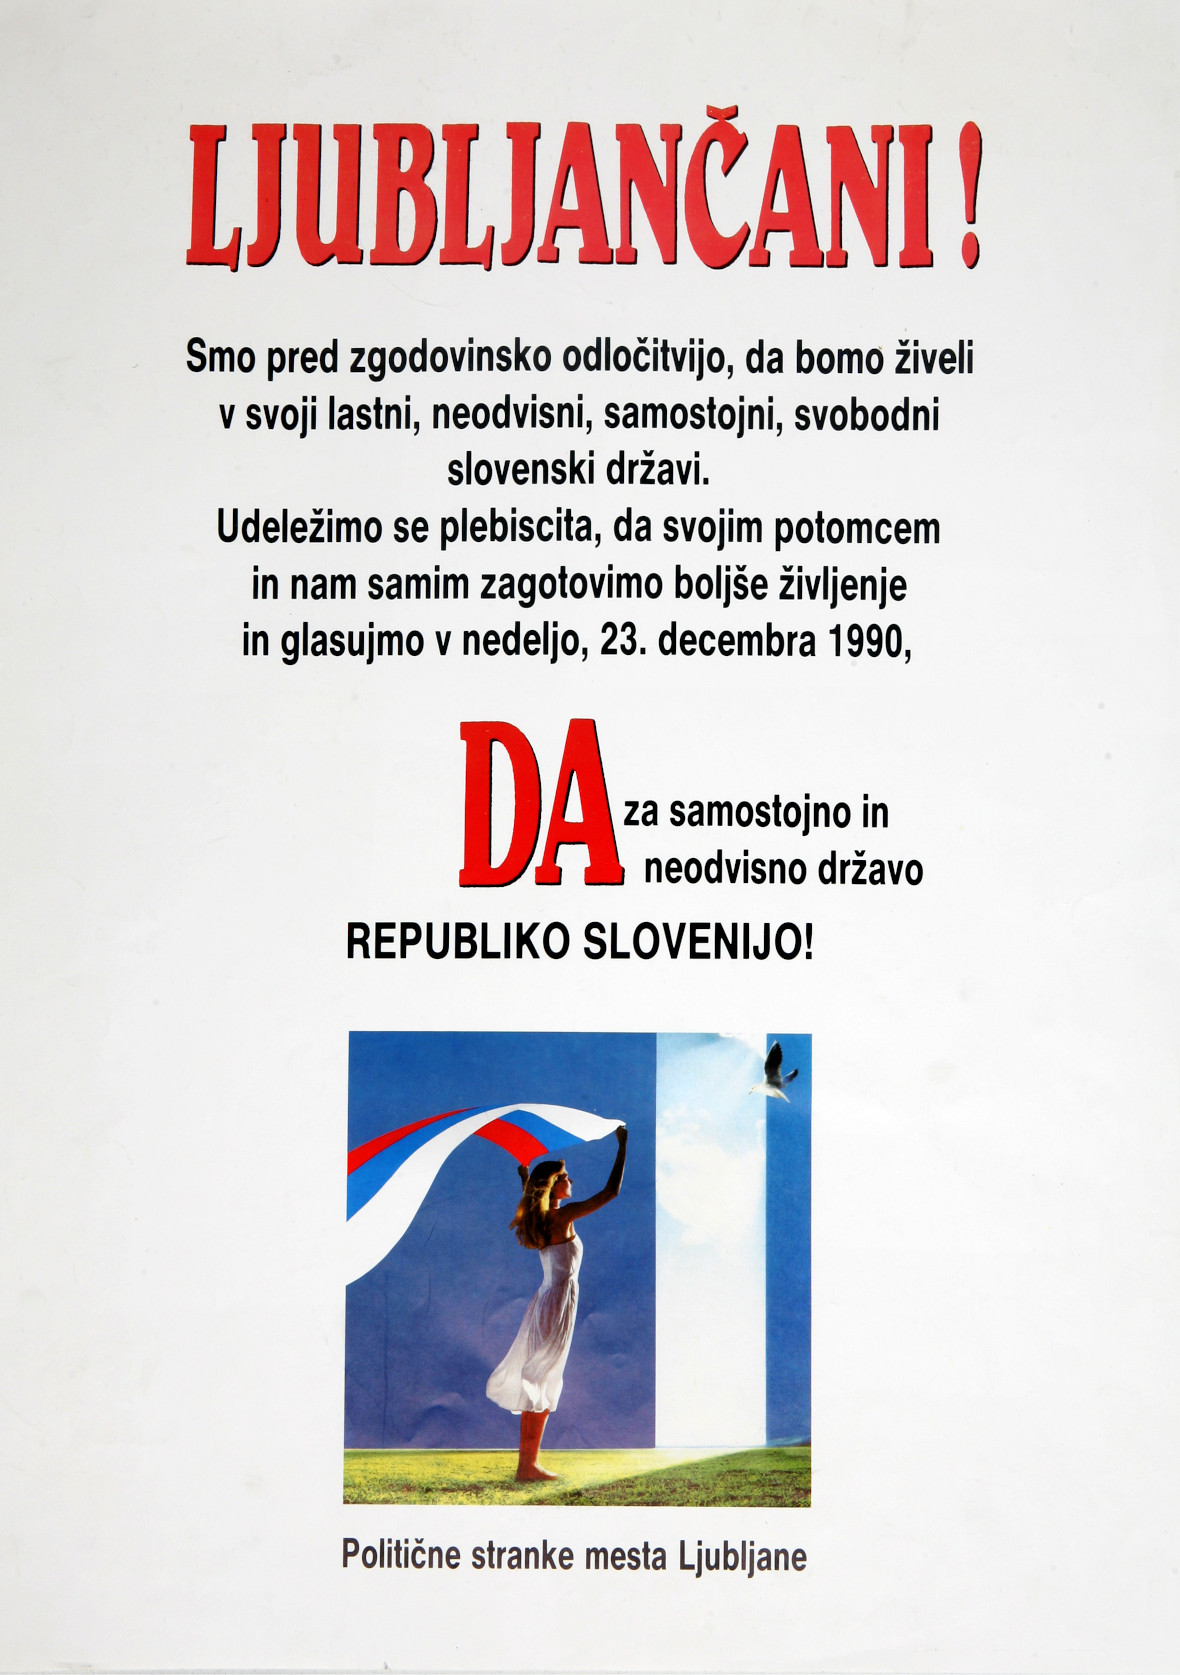 LJUBLJANČANI!
Smo pred zgodovinsko odločitvijo, da bomo živeli
v svoji lastni, neodvisni, samostojni, svobodni
slovenski državi.
Udeležimo se plebiscita, da svojim potomcem
in nam samim zagotovimo boljše življenje
in glasujmo v nedeljo, 23. decembra 1990,
DA za samostojno in
neodvisno državo
REPUBLIKO SLOVENIJO!
Politične stranke mesta Ljubljane